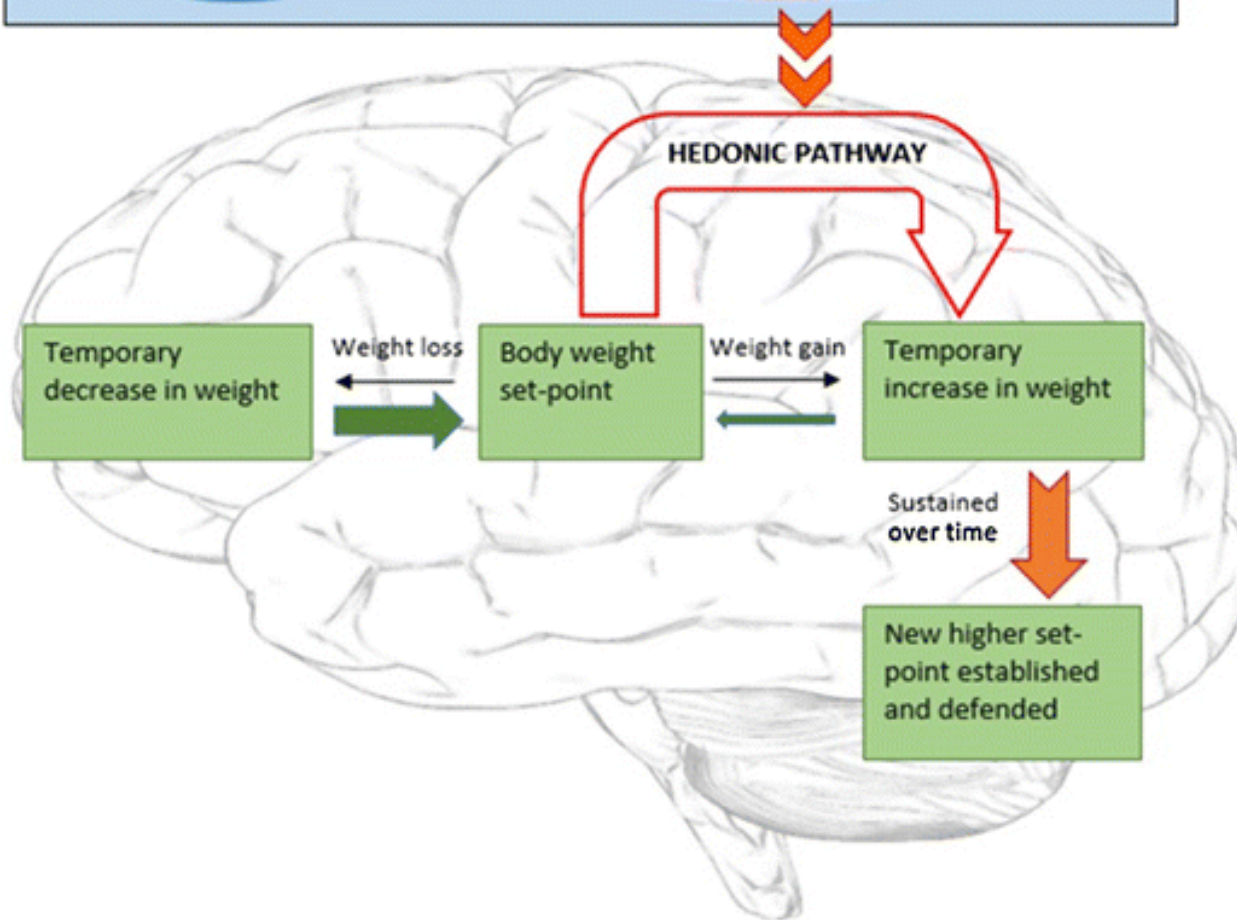 HEDONIC PATHWAY
Temporary
decrease in weight
Weight loss
Body weight
set-point
Weight gain
Temporary
increase in weight
Sustained
over time
New higher set-
point established
and defended